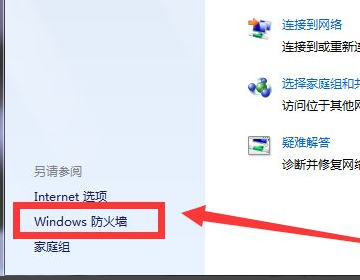 另请参阅
Internet 选项
Windows 防火墙
家庭组
连接到网络
连接到或重新连
选择家庭组和共
访问位于其他网
疑难解答
诊断并修复网络